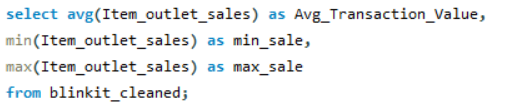 select avg(Item_outlet_sales) as Avg_Transaction_Value,
min(Item_outlet_sales) as min_sale,
max(Item_outlet_sales) as max_sale
from blinkit_cleaned;